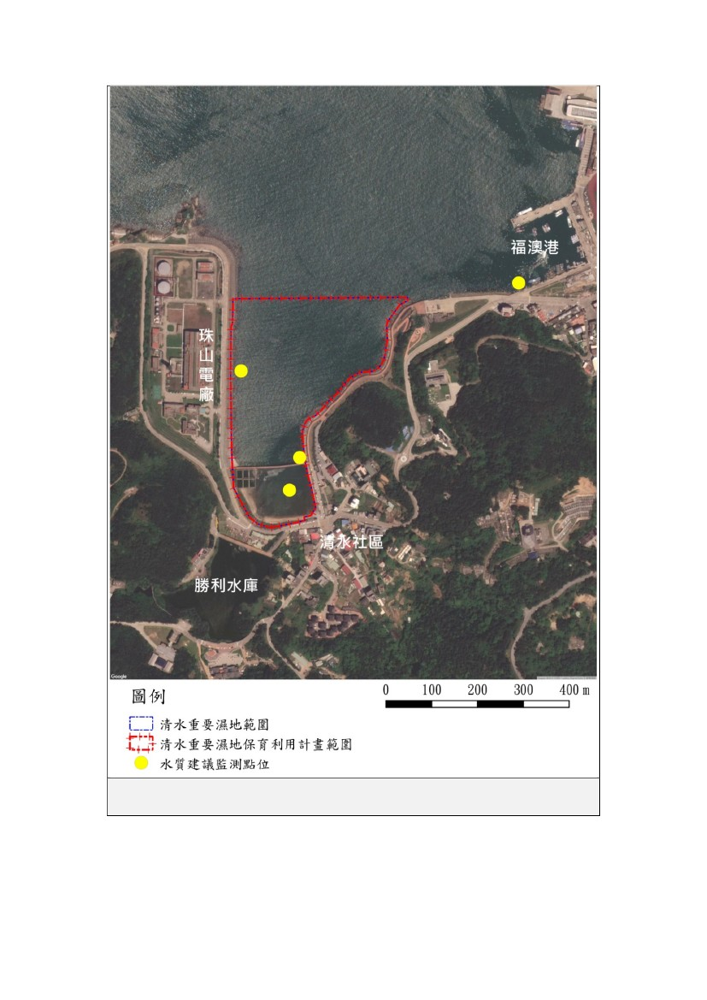 福澳港
珠山電廠
清水社區
勝利水庫
Google
圖例
0 100 200 300 400 m
清水重要濕地範圍
清水重要濕地保育利用計畫範圍
水質建議監測點位